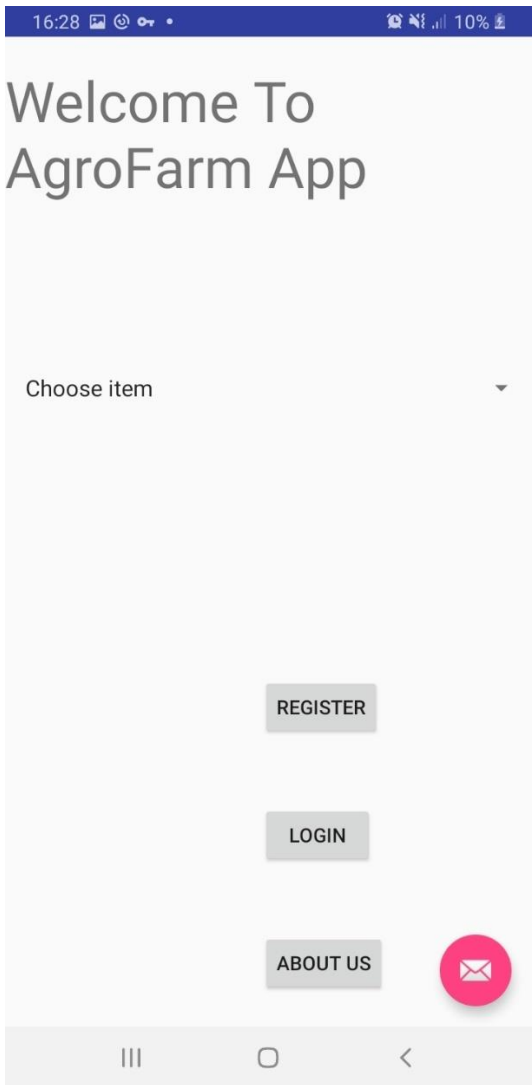 16:28 10%
Welcome To
AgroFarm App
Choose item
REGISTER
LOGIN
ABOUT US